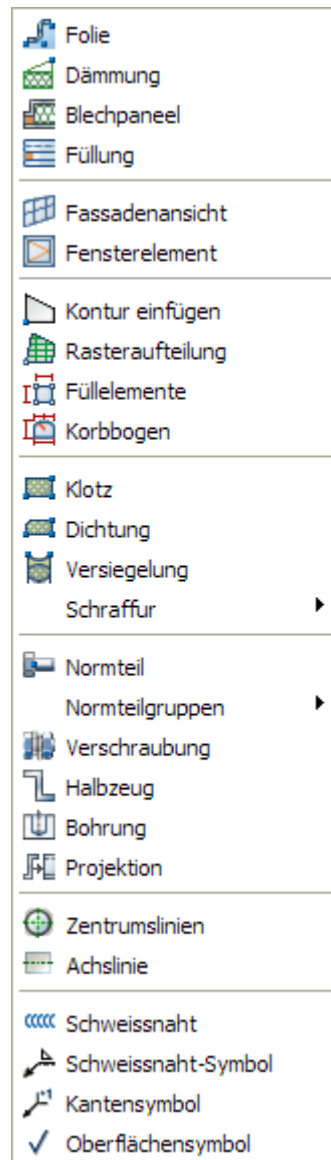 Folie
Dämmung
Blechpaneel
Füllung
Fassadenansicht
Fensterelement
Kontur einfügen
Rasteraufteilung
Füllelemente
Korbbogen
Klotz
Dichtung
Versiegelung
Schraffur
Normteil
Normteilgruppen
Verschraubung
Halbzeug
Bohrung
Projektion
Zentrumslinien
Achslinie
Schweissnaht
Schweissnaht-Symbol
Kantensymbol
Oberflächensymbol